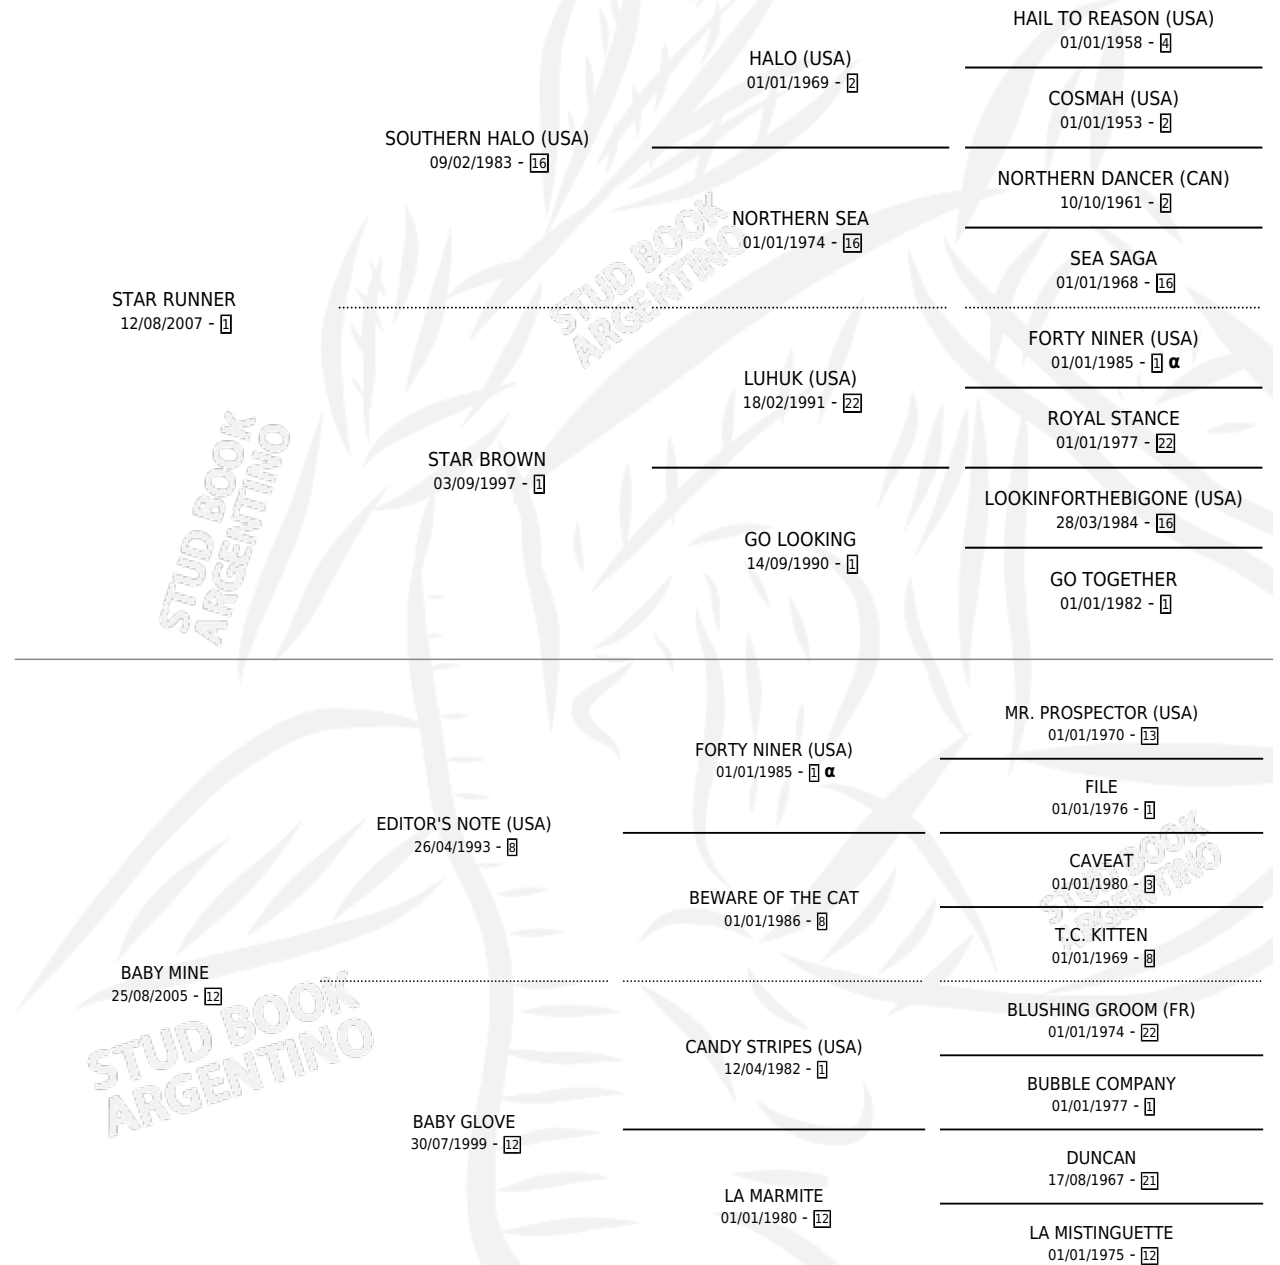 HAIL TO REASON (USA)
01/01/1958 - 4
HALO (USA)
01/01/1969 - 2
COSMAH (USA)
01/01/1953 - 2
SOUTHERN HALO (USA)
09/02/1983 - 16
NORTHERN DANCER (CAN)
10/10/1961 - 2
NORTHERN SEA
01/01/1974 - 16
SEA SAGA
01/01/1968 - 16
STUD BOOK
ARGENTINO
STAR RUNNER
12/08/2007 - 1
FORTY NINER (USA)
01/01/1985 - 1 α
LUHUK (USA)
18/02/1991 - 22
ROYAL STANCE
01/01/1977 - 22
STAR BROWN
03/09/1997 - 1
LOOKINFORTHEBIGONE (USA)
28/03/1984 - 16
GO LOOKING
14/09/1990 - 1
GO TOGETHER
01/01/1982 - 1
STUD BOOK
ARGENTINO
MR. PROSPECTOR (USA)
01/01/1970 - 13
FORTY NINER (USA)
01/01/1985 - 1 α
FILE
01/01/1976 - 1
EDITOR'S NOTE (USA)
26/04/1993 - 8
CAVEAT
01/01/1980 - 3
BEWARE OF THE CAT
01/01/1986 - 8
T.C. KITTEN
01/01/1969 - 8
STUD BOOK
ARGENTINO
BABY MINE
25/08/2005 - 12
BLUSHING GROOM (FR)
01/01/1974 - 22
CANDY STRIPES (USA)
12/04/1982 - 1
BUBBLE COMPANY
01/01/1977 - 1
STUD BOOK
ARGENTINO
BABY GLOVE
30/07/1999 - 12
DUNCAN
17/08/1967 - 21
LA MARMITE
01/01/1980 - 12
LA MISTINGUETTE
01/01/1975 - 12